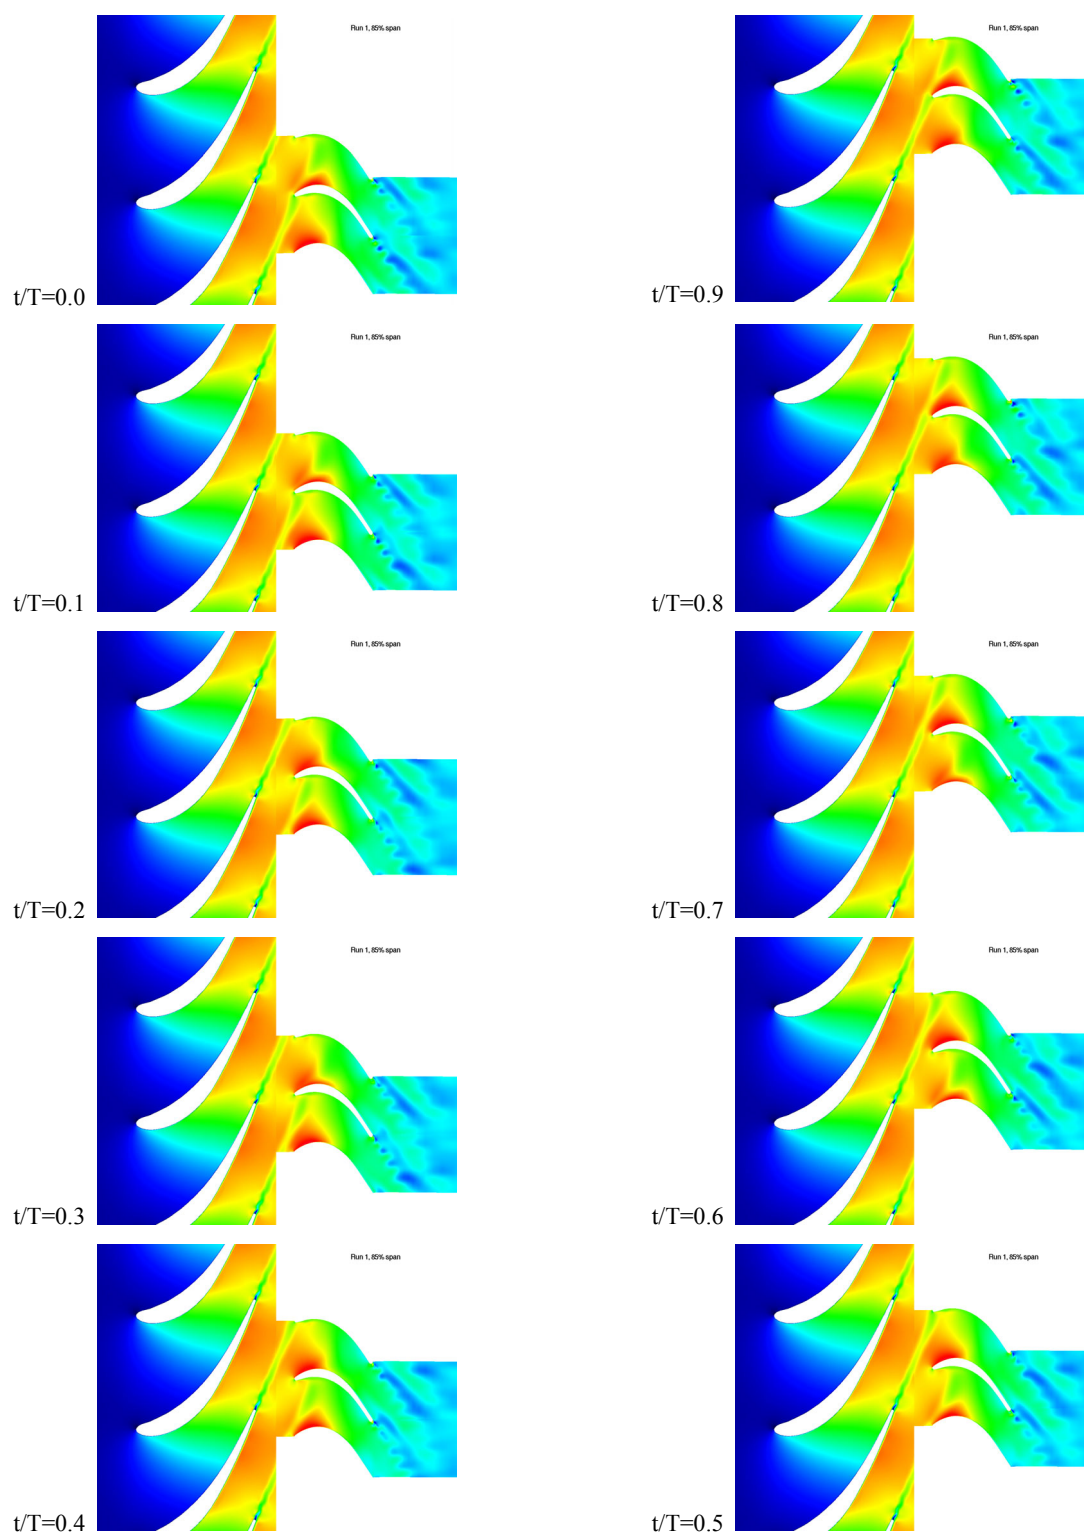 Run 1, 85% span
t/T=0.0
Run 1, 85% span
t/T=0.9
Run 1, 85% span
t/T=0.1
Run 1, 85% span
t/T=0.8
Run 1, 85% span
t/T=0.2
Run 1, 85% span
t/T=0.7
Run 1, 85% span
t/T=0.3
Run 1, 85% span
t/T=0.6
Run 1, 85% span
t/T=0.4
Run 1, 85% span
t/T=0.5